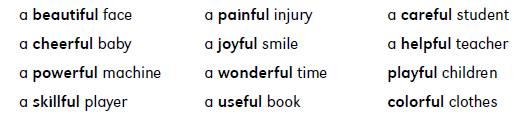 a beautiful face
a cheerful baby
a powerful machine
a skillful player
a painful injury
a joyful smile
a wonderful time
a useful book
a careful student
a helpful teacher
playful children
colorful clothes